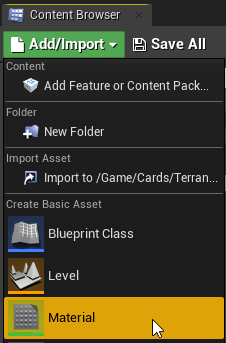 Content Browser
Add/Import Save All
Content
Add Feature or Content Pack...
Folder
New Folder
Import Asset
Import to /Game/Cards/Terran...
Create Basic Asset
Blueprint Class
Level
Material